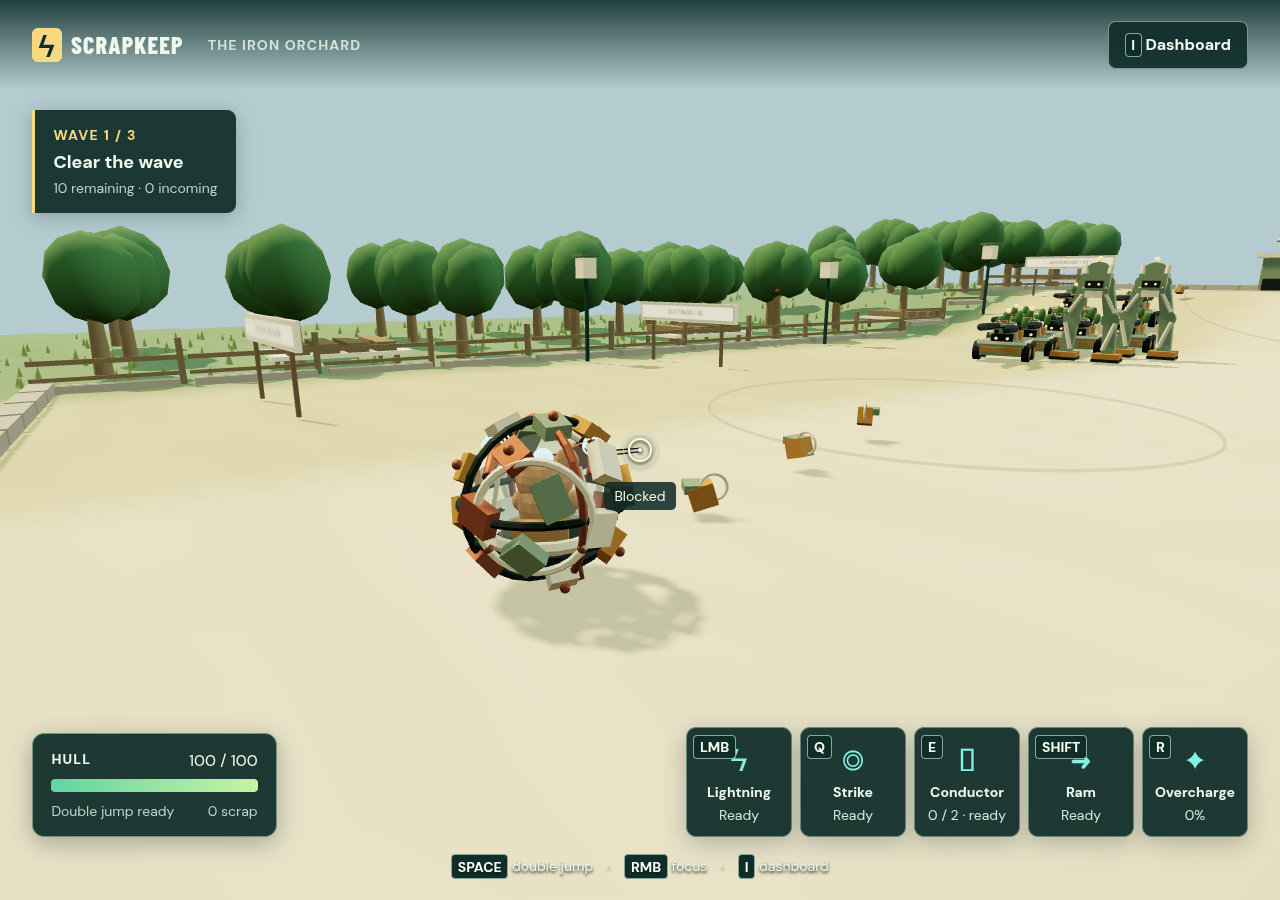 SCRAPKEEP
THE IRON ORCHARD
I Dashboard
WAVE 1 / 3
Clear the wave
10 remaining · 0 incoming
Blocked
HULL 100 / 100
Double jump ready 0 scrap
LMB
Lightning
Ready
Q
Strike
Ready
E
Conductor
0 / 2 · ready
SHIFT
Ram
Ready
R
Overcharge
0%
SPACE double jump · RMB focus · I dashboard